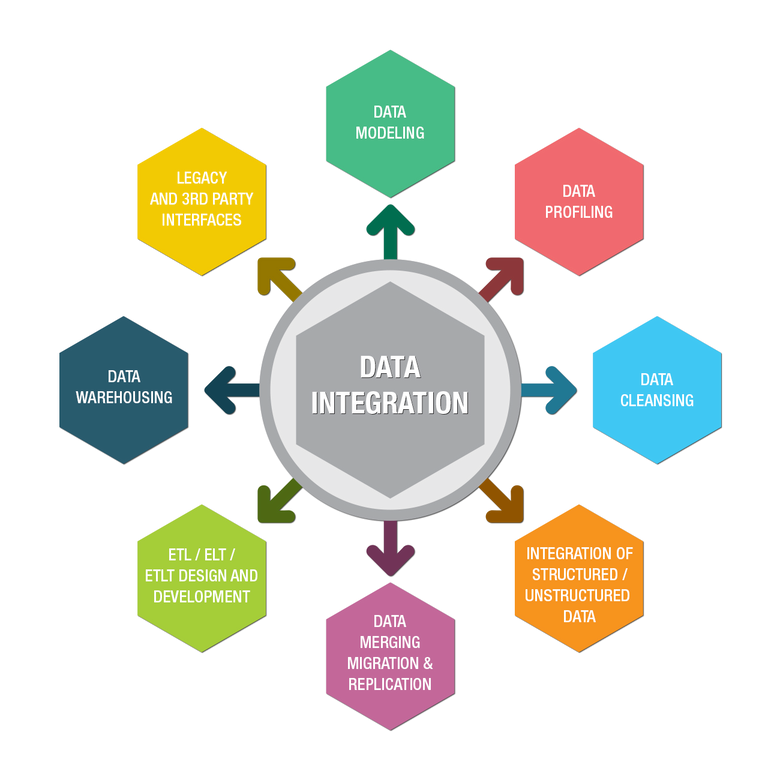 DATA
MODELING
LEGACY
AND 3RD PARTY
INTERFACES
DATA
PROFILING
DATA
INTEGRATION
DATA
WAREHOUSING
DATA
CLEANSING
ETL / ELT /
ETLT DESIGN AND
DEVELOPMENT
INTEGRATION OF
STRUCTURED /
UNSTRUCTURED
DATA
DATA
MERGING
MIGRATION &
REPLICATION